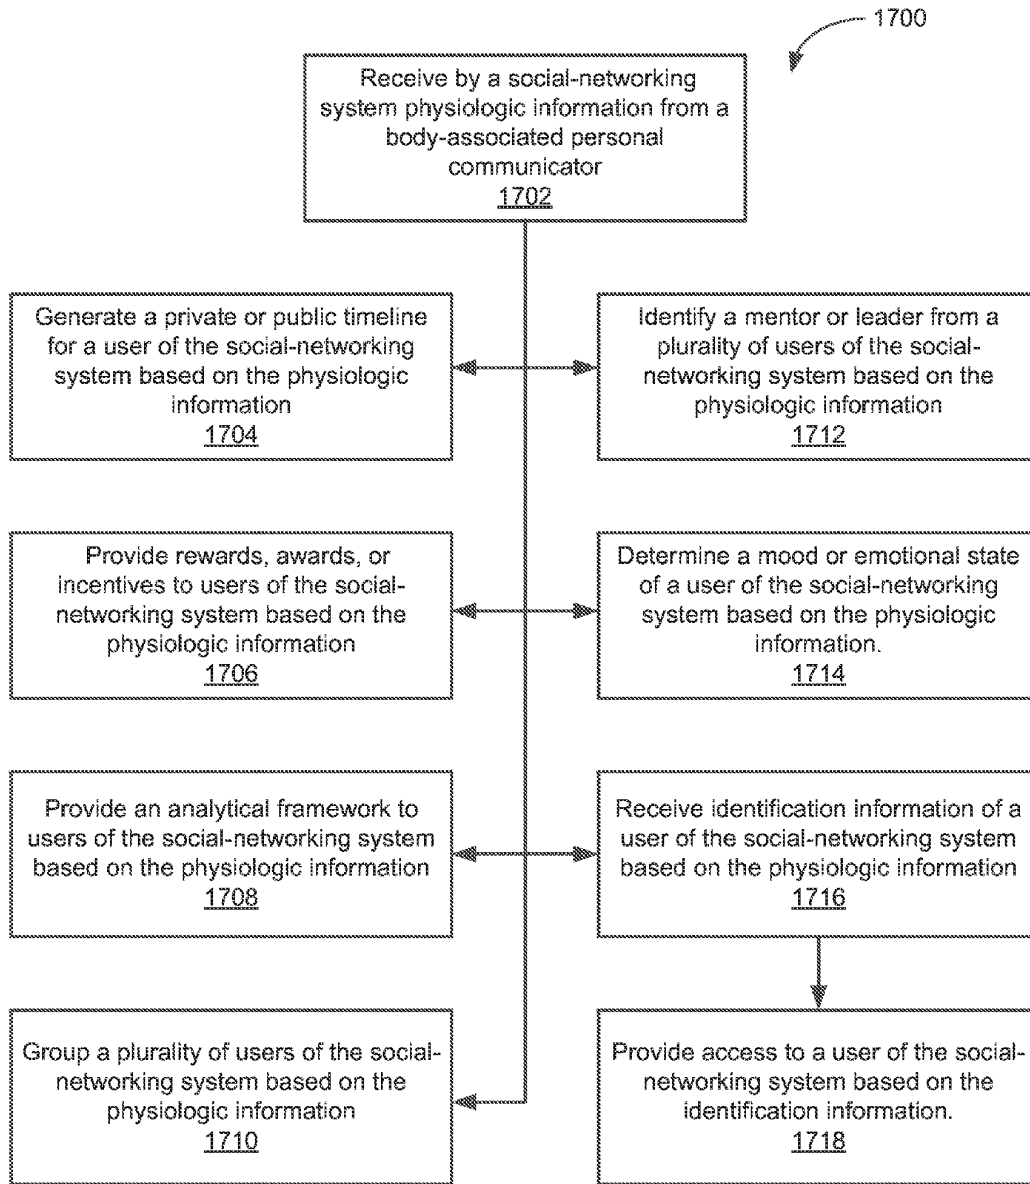 1700
Receive by a social-networking
system physiologic information from a
body-associated personal
communicator
1702
Generate a private or public timeline
for a user of the social-networking
system based on the physiologic
information
1704
Identify a mentor or leader from a
plurality of users of the social-
networking system based on the
physiologic information
1712
Provide rewards, awards, or
incentives to users of the social-
networking system based on the
physiologic information
1706
Determine a mood or emotional state
of a user of the social-networking
system based on the physiologic
information.
1714
Provide an analytical framework to
users of the social-networking system
based on the physiologic information
1708
Receive identification information of a
user of the social-networking system
based on the physiologic information
1716
Group a plurality of users of the social-
networking system based on the
physiologic information
1710
Provide access to a user of the social-
networking system based on the
identification information.
1718